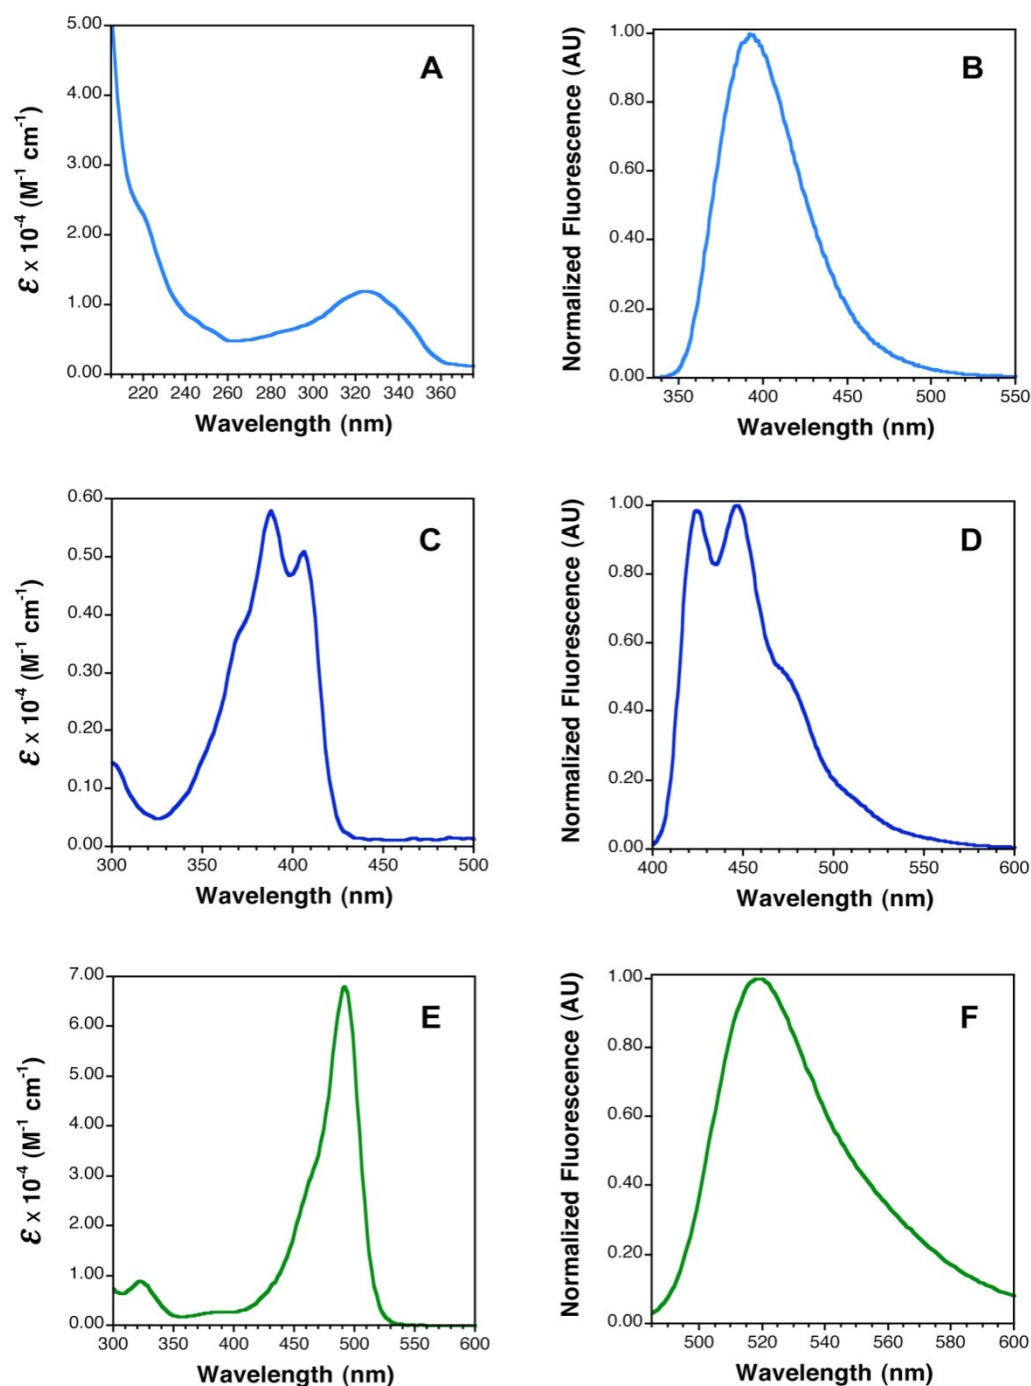 A
5.00
4.00
3.00
2.00
1.00
0.00
ε x 10⁻⁴ (M⁻¹ cm⁻¹)
220 240 260 280 300 320 340 360
Wavelength (nm)
B
1.00
0.80
0.60
0.40
0.20
0.00
Normalized Fluorescence (AU)
350 400 450 500 550
Wavelength (nm)
C
0.60
0.50
0.40
0.30
0.20
0.10
0.00
ε x 10⁻⁴ (M⁻¹ cm⁻¹)
300 350 400 450 500
Wavelength (nm)
D
1.00
0.80
0.60
0.40
0.20
0.00
Normalized Fluorescence (AU)
400 450 500 550 600
Wavelength (nm)
E
7.00
6.00
5.00
4.00
3.00
2.00
1.00
0.00
ε x 10⁻⁴ (M⁻¹ cm⁻¹)
300 350 400 450 500 550 600
Wavelength (nm)
F
1.00
0.80
0.60
0.40
0.20
0.00
Normalized Fluorescence (AU)
500 520 540 560 580 600
Wavelength (nm)